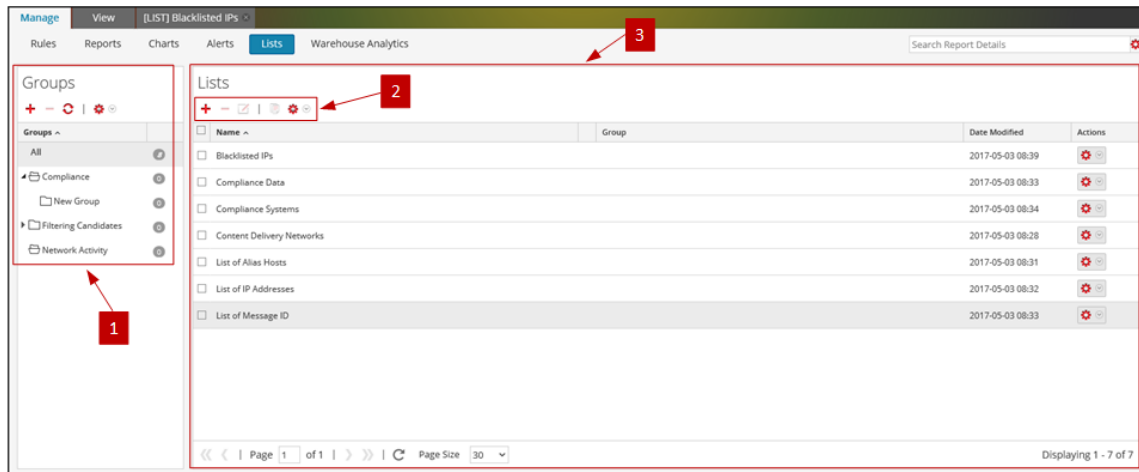 Manage View [LIST] Blacklisted IPs
Rules Reports Charts Alerts Lists Warehouse Analytics 3 Search Report Details
Groups
Groups
All
Compliance 0
New Group 0
Filtering Candidates 0
Network Activity 0
1
Lists
2
Name Group Date Modified Actions
Blacklisted IPs 2017-05-03 08:39
Compliance Data 2017-05-03 08:33
Compliance Systems 2017-05-03 08:34
Content Delivery Networks 2017-05-03 08:28
List of Alias Hosts 2017-05-03 08:31
List of IP Addresses 2017-05-03 08:32
List of Message ID 2017-05-03 08:33
Page 1 of 1 Page Size 30 Displaying 1 - 7 of 7